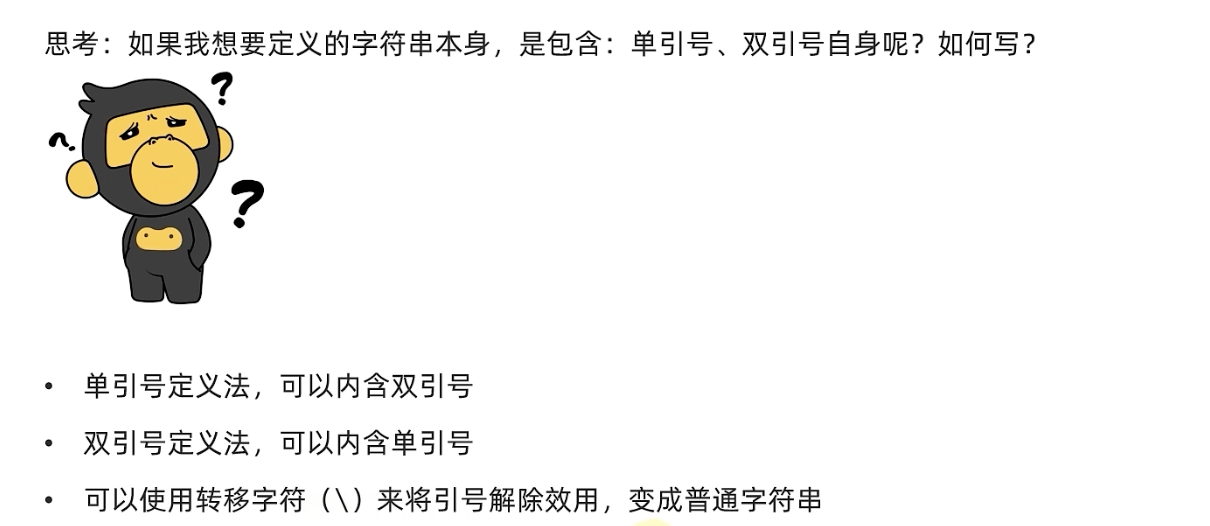 思考：如果我想要定义的字符串本身，是包含：单引号、双引号自身呢？如何写？
?
?
?
• 单引号定义法，可以内含双引号
• 双引号定义法，可以内含单引号
• 可以使用转移字符（\）来将引号解除效用，变成普通字符串